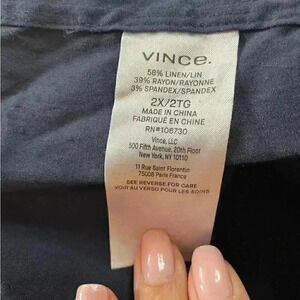 VINCE.
58% LINEN/LIN
39% RAYON/RAYONNE
3% SPANDEX/SPANDEX
2X/2TG
MADE IN CHINA
FABRIQUÉ EN CHINE
RN#106730
Vince, LLC
500 Fifth Avenue, 20th Floor
New York, NY 10110
11 Rue Saint Florentin
75008 Paris France
SEE REVERSE FOR CARE
VOIR AU VERSO POUR LES SOINS